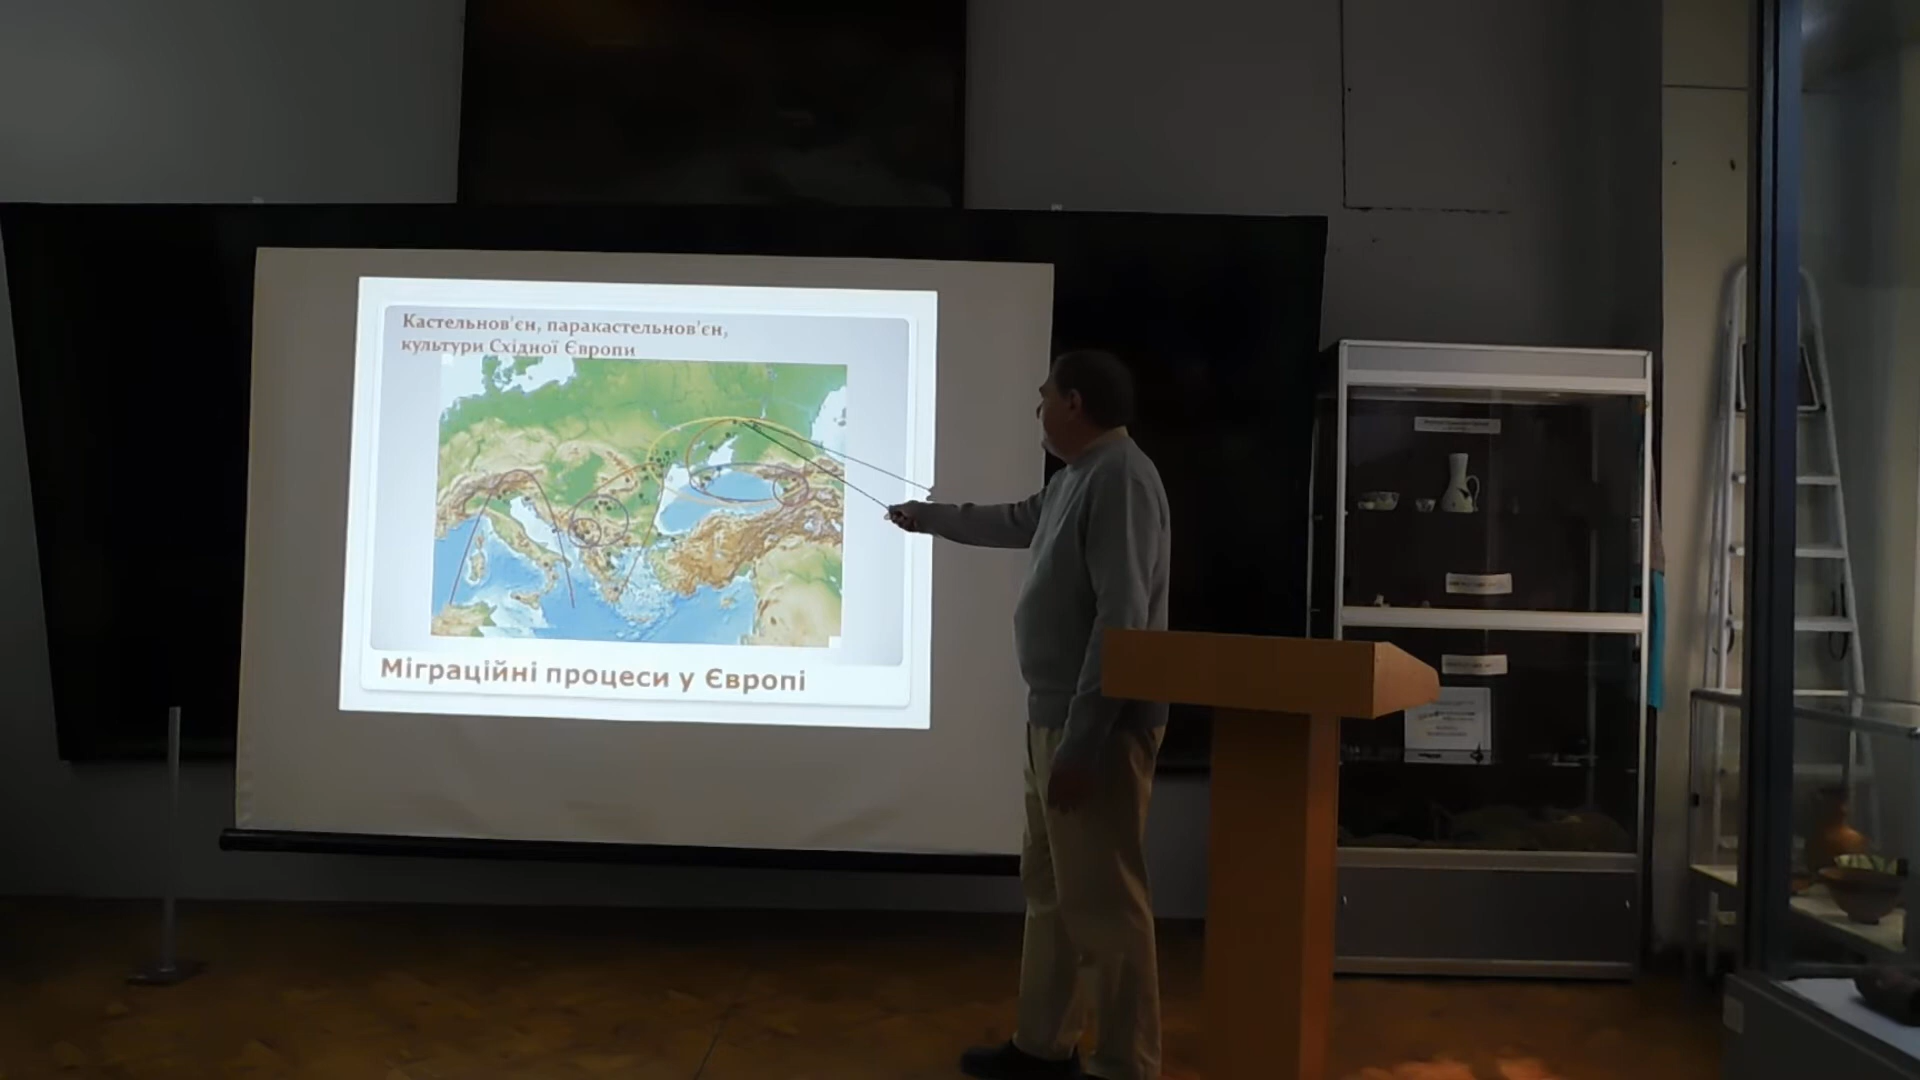 Кастельнов'єн, паракастельнов'єн,
культури Східної Європи
Міграційні процеси у Європі